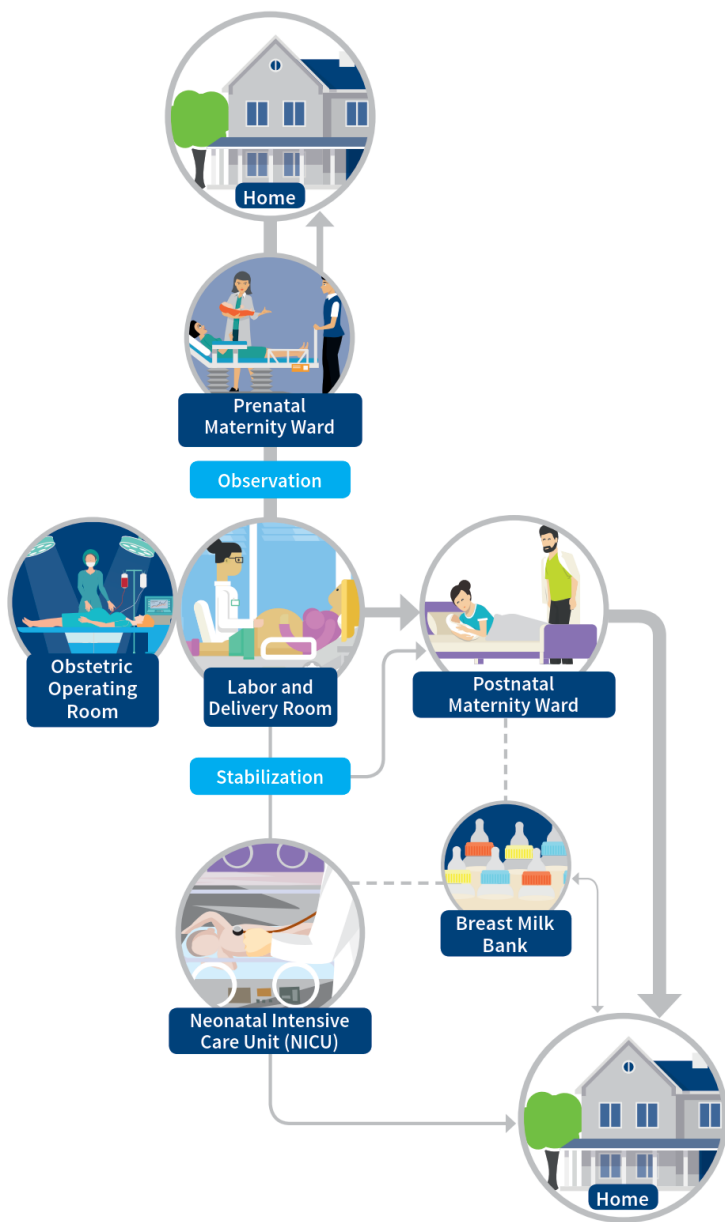 Home
Prenatal
Maternity Ward
Observation
Obstetric
Operating
Room
Labor and
Delivery Room
Postnatal
Maternity Ward
Stabilization
Breast Milk
Bank
Neonatal Intensive
Care Unit (NICU)
Home